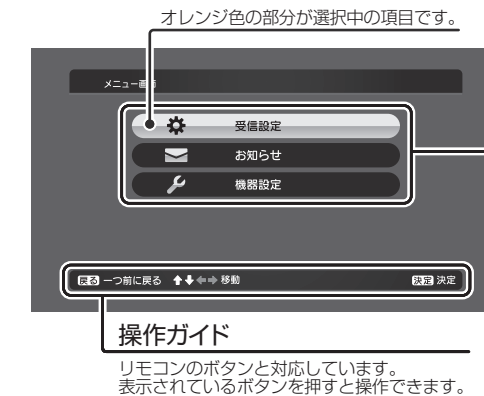 オレンジ色の部分が選択中の項目です。
メニュー画面
受信設定
お知らせ
機器設定
戻る 一つ前に戻る ↑↓←→ 移動 決定 決定
操作ガイド
リモコンのボタンと対応しています。
表示されているボタンを押すと操作できます。